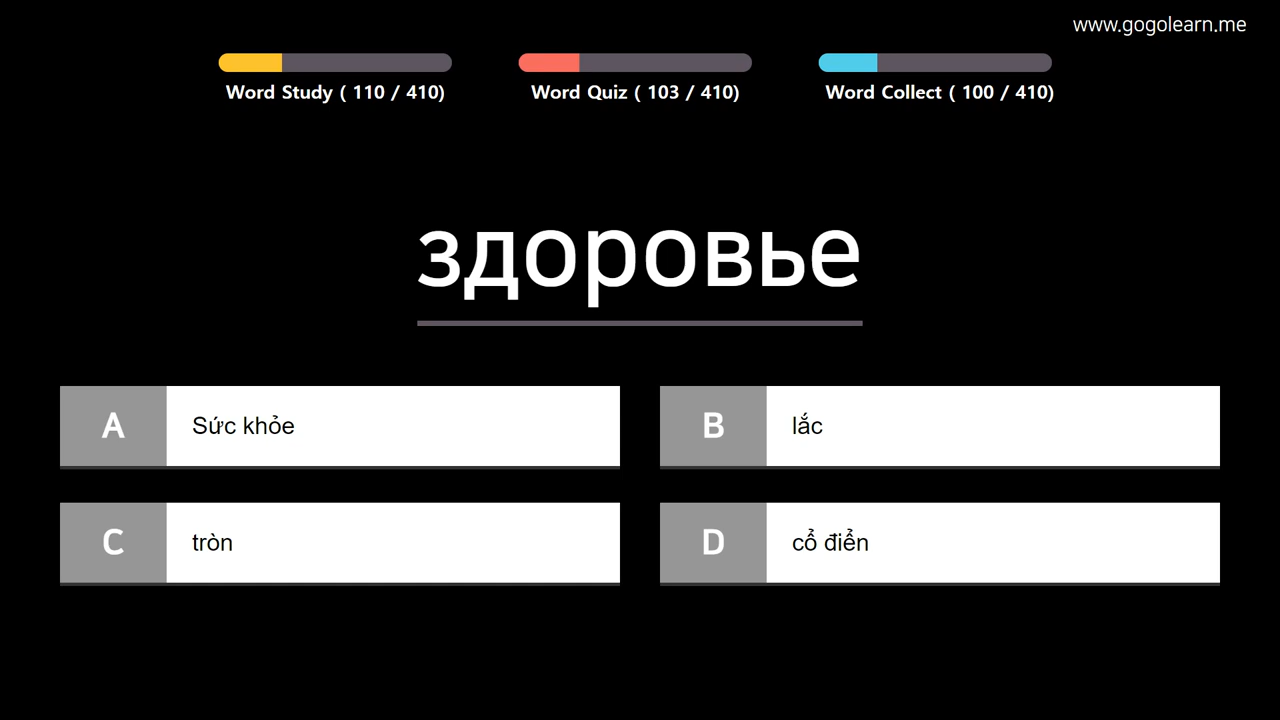 www.gogolearn.me
Word Study ( 110 / 410)
Word Quiz ( 103 / 410)
Word Collect ( 100 / 410)
здоровье
A Sức khỏe
B lắc
C tròn
D cổ điển